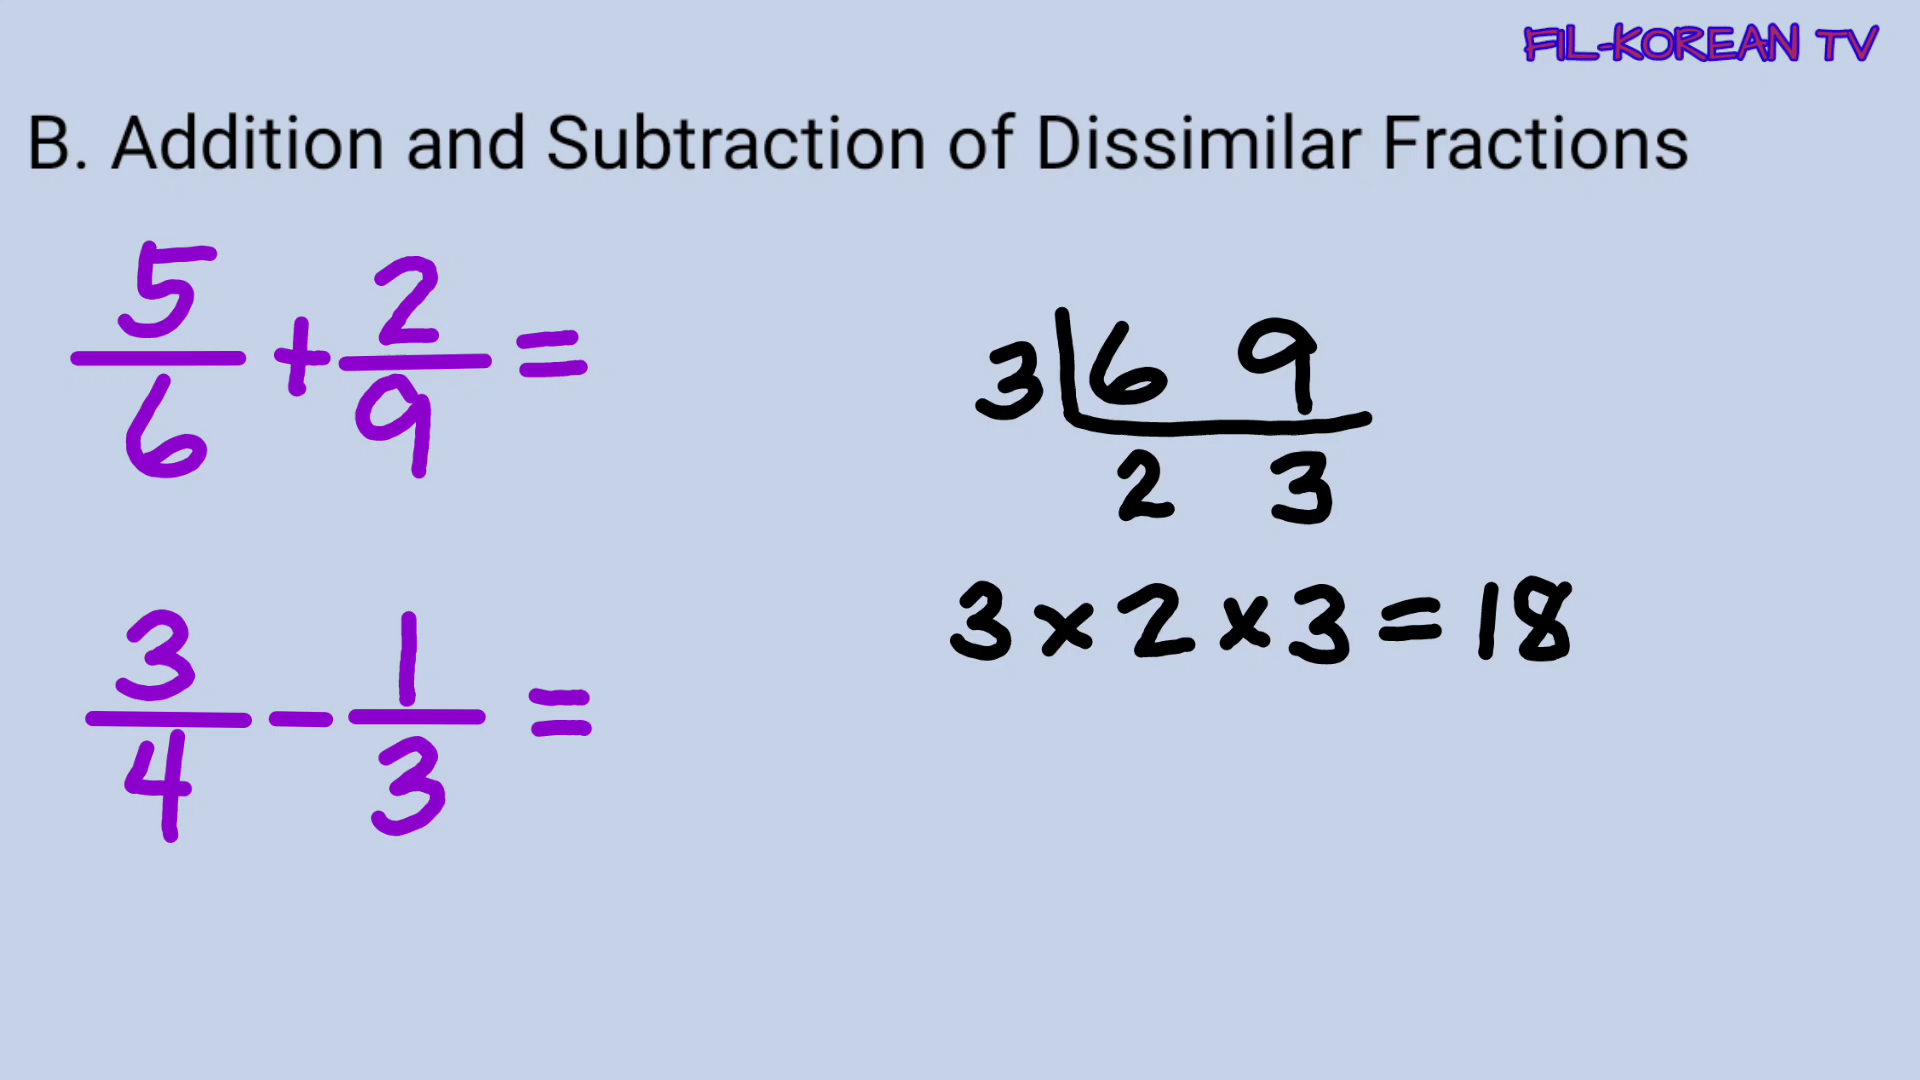 FIL-KOREAN TV
B. Addition and Subtraction of Dissimilar Fractions
5/6 + 2/9 =
3 | 6 9
2 3
3 × 2 × 3 = 18
3/4 - 1/3 =